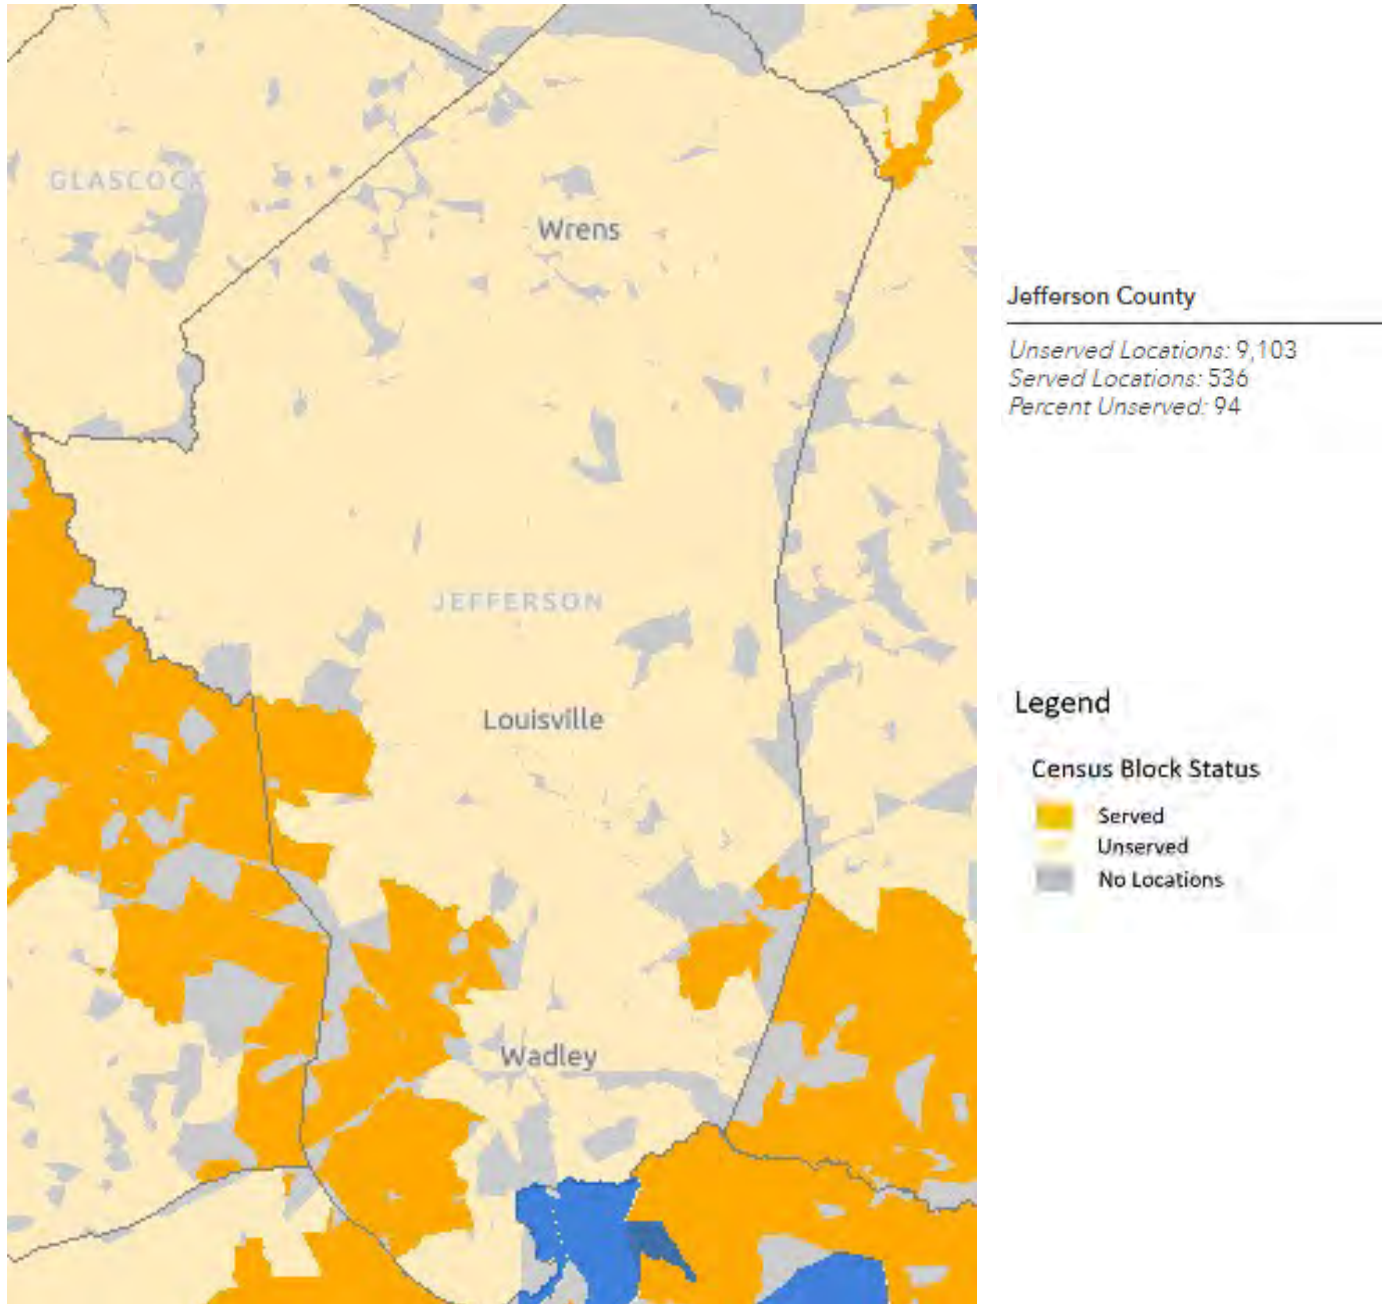 GLASCOCK
Wrens
JEFFERSON
Louisville
Wadley
Jefferson County
Unserved Locations: 9,103
Served Locations: 536
Percent Unserved: 94
Legend
Census Block Status
Served
Unserved
No Locations